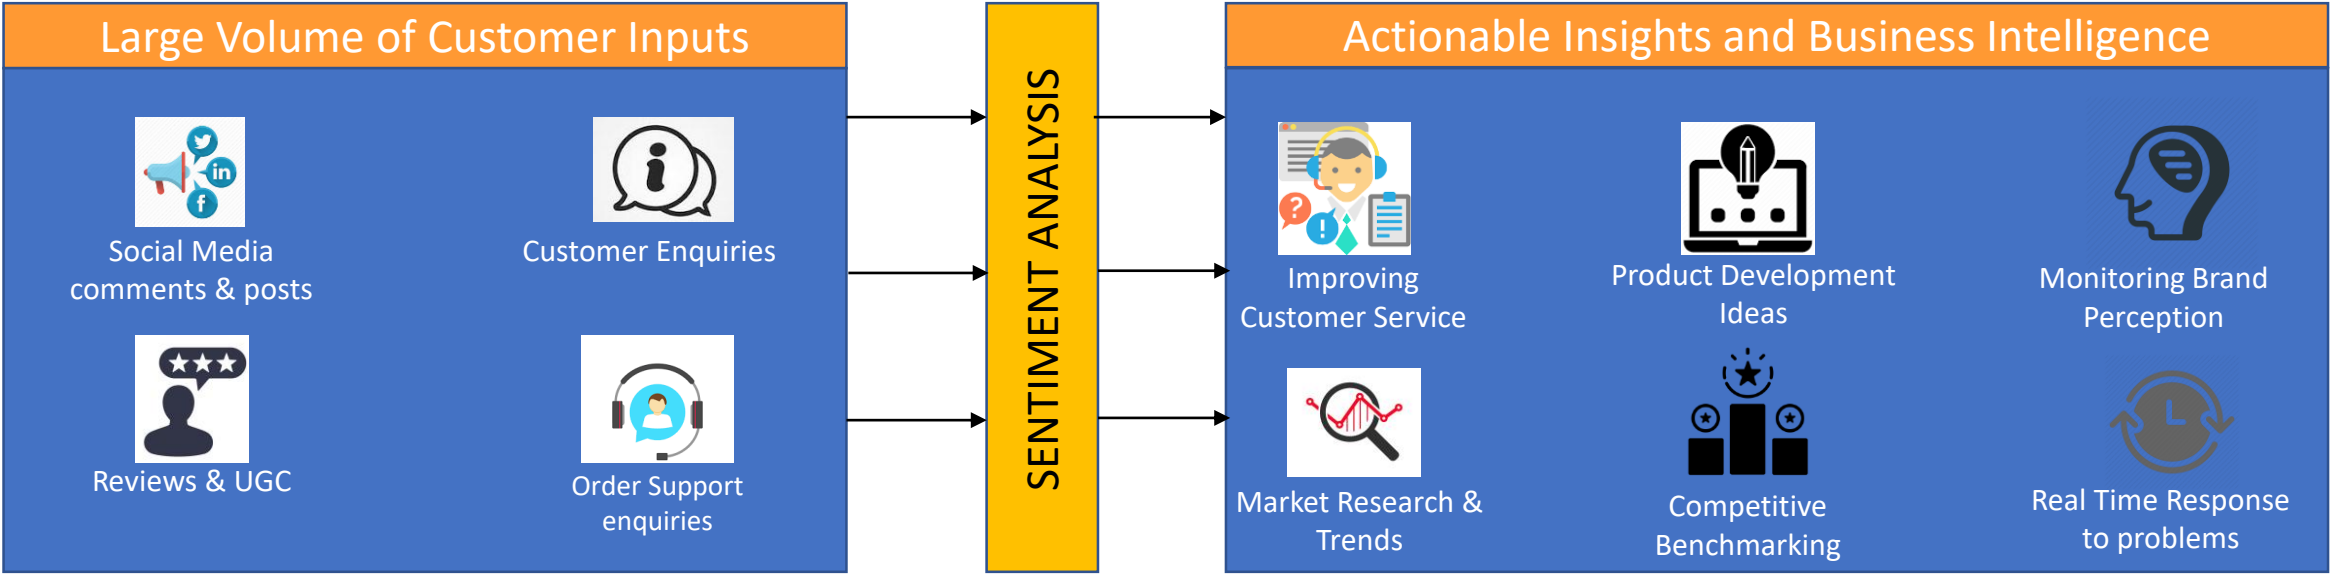 Large Volume of Customer Inputs
Social Media
comments & posts
Customer Enquiries
in
f
i
Reviews & UGC
Order Support
enquiries
SENTIMENT ANALYSIS
Actionable Insights and Business Intelligence
?
!
Improving
Customer Service
Product Development
Ideas
Monitoring Brand
Perception
Market Research &
Trends
Competitive
Benchmarking
Real Time Response
to problems